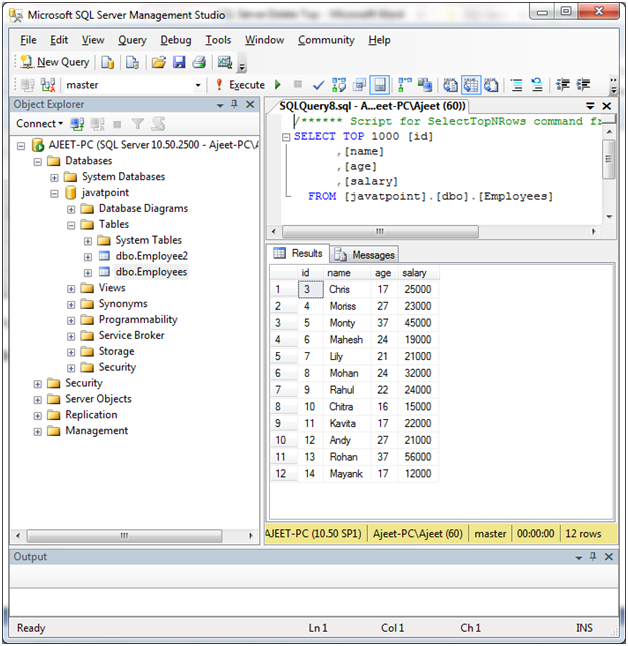 Microsoft SQL Server Management Studio
File Edit View Query Debug Tools Window Community Help
New Query
master Execute
Object Explorer
Connect
AJEET-PC (SQL Server 10.50.2500 - Ajeet-PC\A
Databases
System Databases
javatpoint
Database Diagrams
Tables
System Tables
dbo.Employee2
dbo.Employees
Views
Synonyms
Programmability
Service Broker
Storage
Security
Security
Server Objects
Replication
Management
SQLQuery8.sql - A...eet-PC\Ajeet (60))
/****** Script for SelectTopNRows command fr
SELECT TOP 1000 [id]
,[name]
,[age]
,[salary]
FROM [javatpoint].[dbo].[Employees]
Results Messages
id name age salary
1 3 Chris 17 25000
2 4 Moriss 27 23000
3 5 Monty 37 45000
4 6 Mahesh 24 19000
5 7 Lily 21 21000
6 8 Mohan 24 32000
7 9 Rahul 22 24000
8 10 Chitra 16 15000
9 11 Kavita 17 22000
10 12 Andy 27 21000
11 13 Rohan 37 56000
12 14 Mayank 17 12000
AJEET-PC (10.50 SP1) Ajeet-PC\Ajeet (60) master 00:00:00 12 rows
Output
Ready Ln 1 Col 1 Ch 1 INS